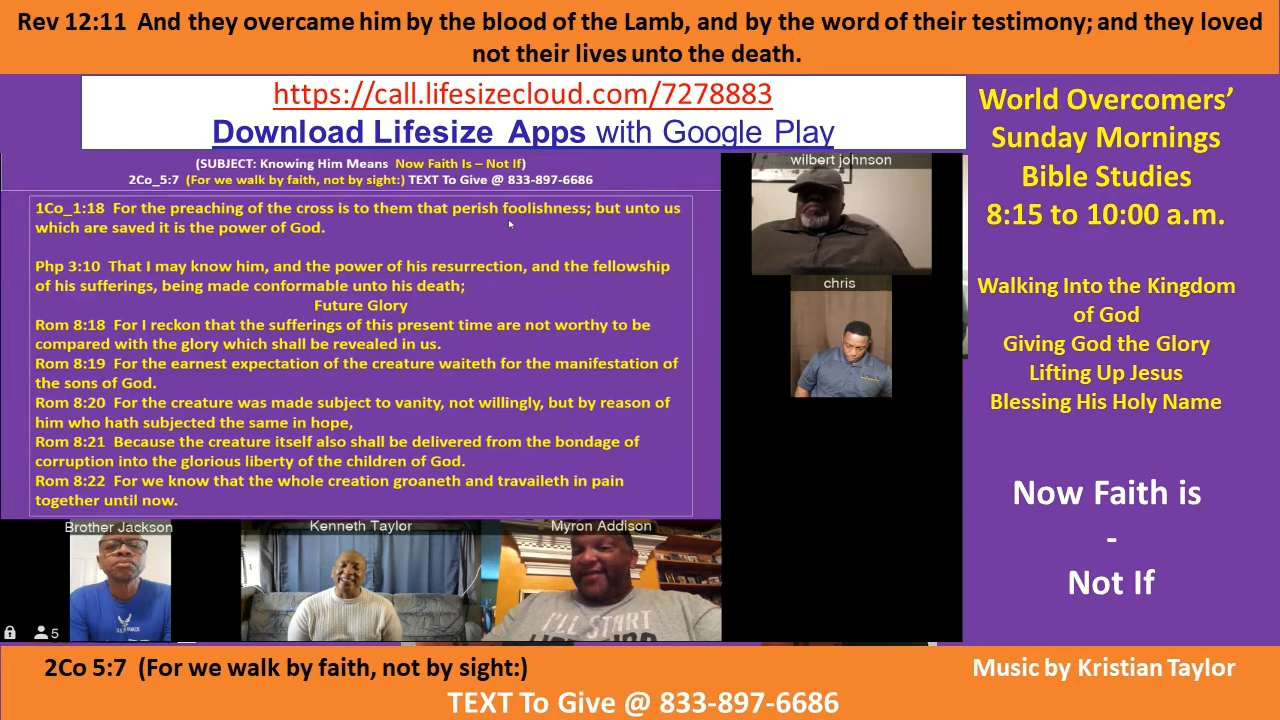 Rev 12:11 And they overcame him by the blood of the Lamb, and by the word of their testimony; and they loved
not their lives unto the death.
https://call.lifesizecloud.com/7278883
Download Lifesize Apps with Google Play
(SUBJECT: Knowing Him Means Now Faith Is – Not If)
2Co_5:7 (For we walk by faith, not by sight:) TEXT To Give @ 833-897-6686
1Co_1:18 For the preaching of the cross is to them that perish foolishness; but unto us
which are saved it is the power of God.
Php 3:10 That I may know him, and the power of his resurrection, and the fellowship
of his sufferings, being made conformable unto his death;
Future Glory
Rom 8:18 For I reckon that the sufferings of this present time are not worthy to be
compared with the glory which shall be revealed in us.
Rom 8:19 For the earnest expectation of the creature waiteth for the manifestation of
the sons of God.
Rom 8:20 For the creature was made subject to vanity, not willingly, but by reason of
him who hath subjected the same in hope,
Rom 8:21 Because the creature itself also shall be delivered from the bondage of
corruption into the glorious liberty of the children of God.
Rom 8:22 For we know that the whole creation groaneth and travaileth in pain
together until now.
wilbert johnson
chris
Brother Jackson
Kenneth Taylor
Myron Addison
I'LL START
5
World Overcomers'
Sunday Mornings
Bible Studies
8:15 to 10:00 a.m.
Walking Into the Kingdom
of God
Giving God the Glory
Lifting Up Jesus
Blessing His Holy Name
Now Faith is
-
Not If
2Co 5:7 (For we walk by faith, not by sight:)
Music by Kristian Taylor
TEXT To Give @ 833-897-6686